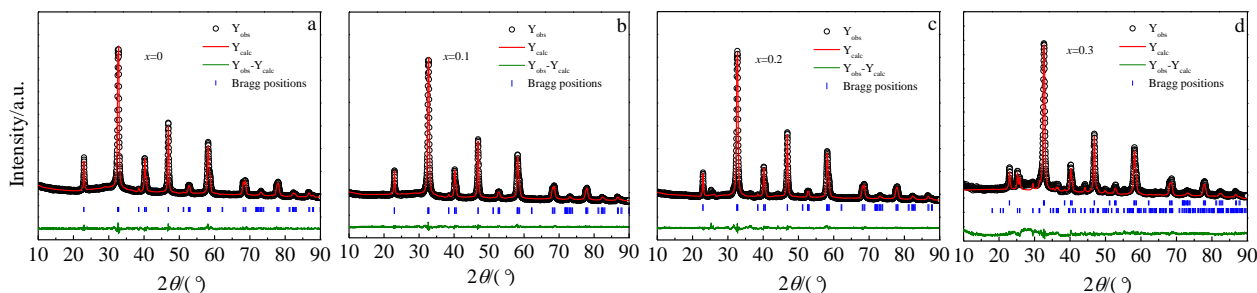 a
Y_obs
Y_calc
x=0
Y_obs-Y_calc
Bragg positions
Intensity/a.u.
10 20 30 40 50 60 70 80 90
2θ/(°)
b
Y_obs
Y_calc
x=0.1
Y_obs-Y_calc
Bragg positions
10 20 30 40 50 60 70 80 90
2θ/(°)
c
Y_obs
Y_calc
x=0.2
Y_obs-Y_calc
Bragg positions
10 20 30 40 50 60 70 80 90
2θ/(°)
d
Y_obs
Y_calc
x=0.3
Y_obs-Y_calc
Bragg positions
10 20 30 40 50 60 70 80 90
2θ/(°)